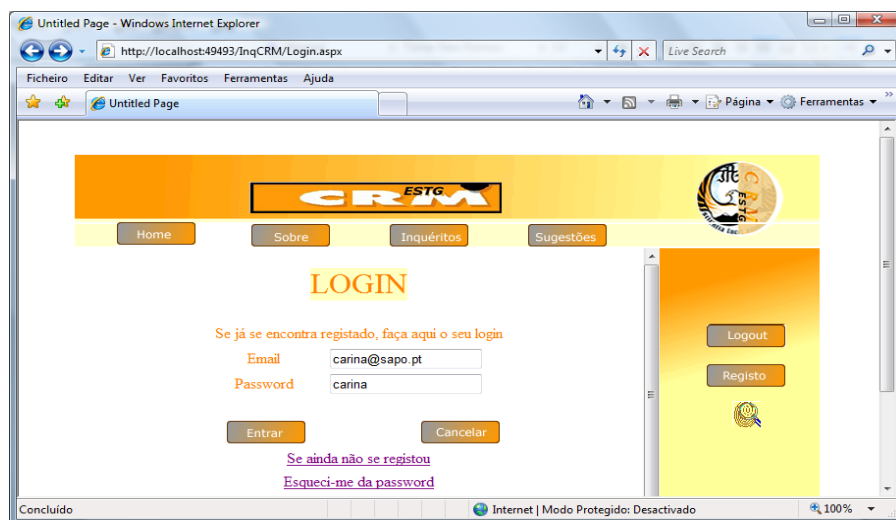 Untitled Page - Windows Internet Explorer
http://localhost:49493/InqCRM/Login.aspx
Live Search
Ficheiro Editar Ver Favoritos Ferramentas Ajuda
Untitled Page
Página Ferramentas
CRM ESTG
CRM ESTG
Home Sobre Inquéritos Sugestões
LOGIN
Se já se encontra registado, faça aqui o seu login
Email carina@sapo.pt
Password carina
Entrar Cancelar
Se ainda não se registou
Esqueci-me da password
Logout
Registo
Concluído Internet | Modo Protegido: Desactivado 100%